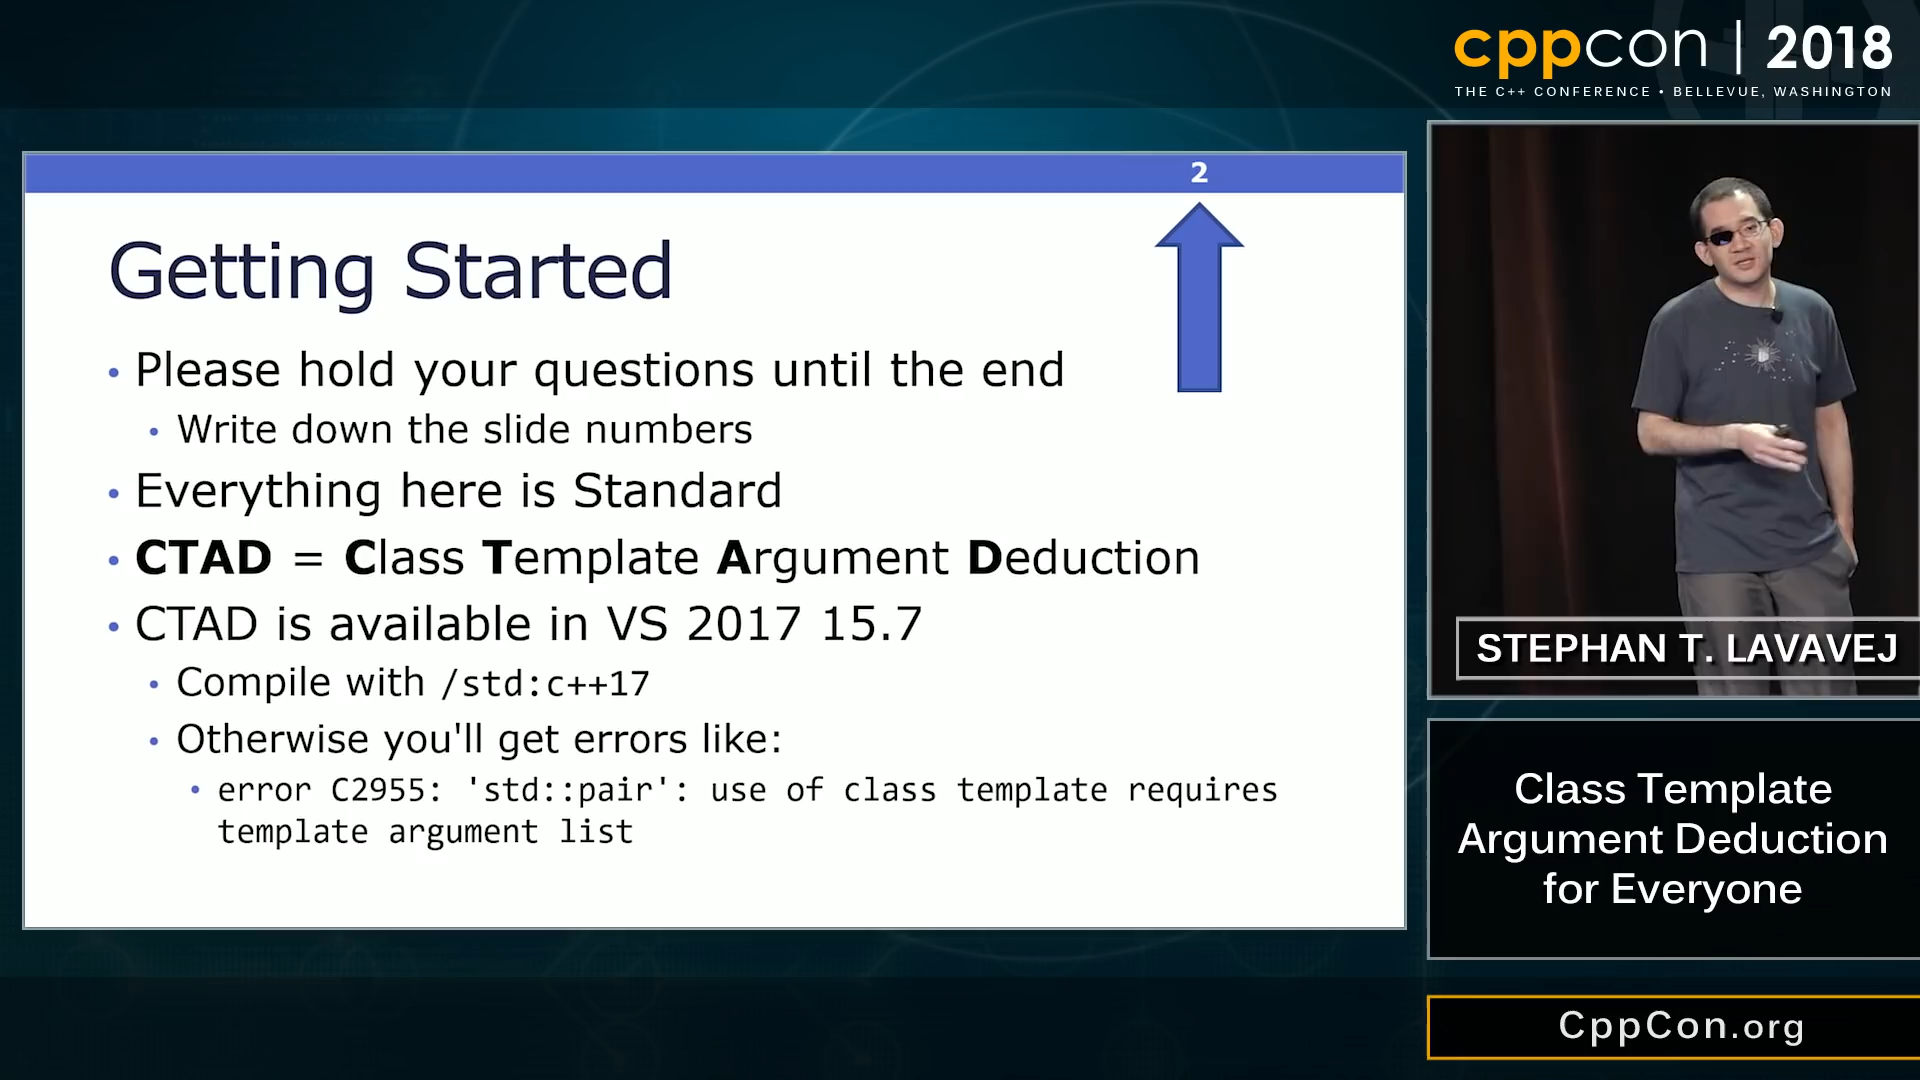 cppcon | 2018
THE C++ CONFERENCE • BELLEVUE, WASHINGTON
2
Getting Started
• Please hold your questions until the end
• Write down the slide numbers
• Everything here is Standard
• CTAD = Class Template Argument Deduction
• CTAD is available in VS 2017 15.7
• Compile with /std:c++17
• Otherwise you'll get errors like:
• error C2955: 'std::pair': use of class template requires
template argument list
STEPHAN T. LAVAVEJ
Class Template
Argument Deduction
for Everyone
CppCon.org